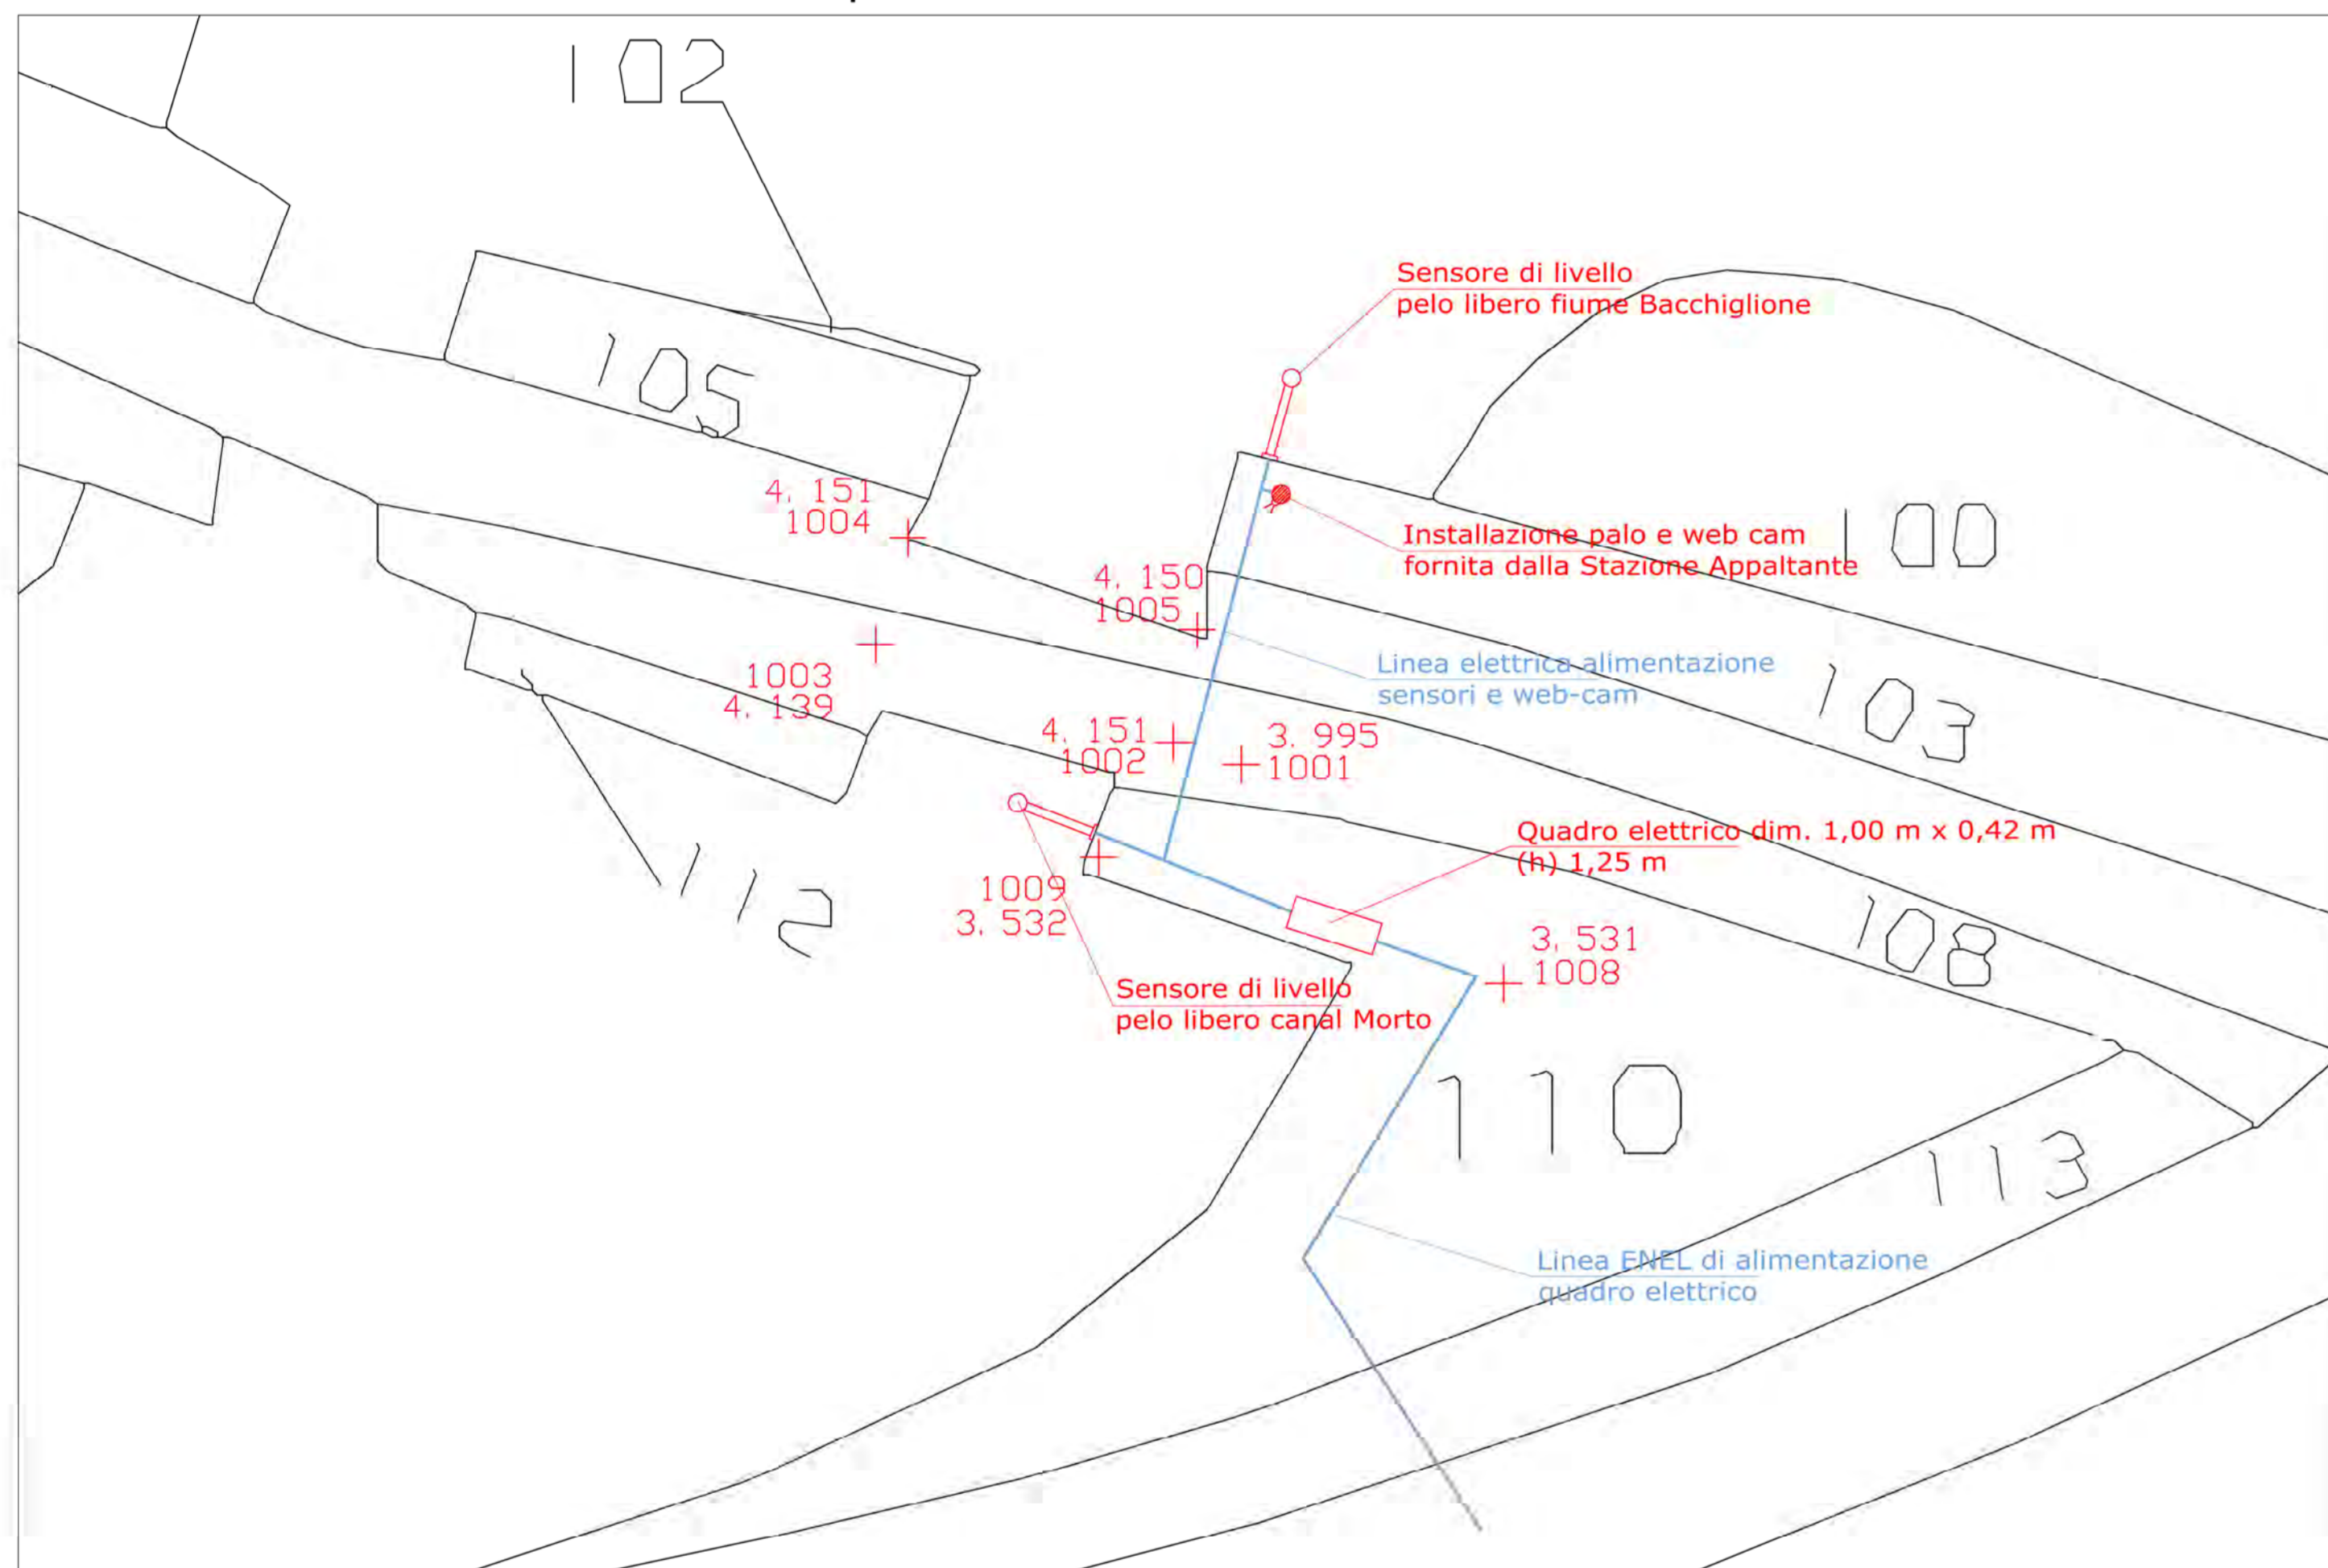 102
Sensore di livello
pelo libero fiume Bacchiglione
105
4. 151
1004
Installazione palo e web cam
fornita dalla Stazione Appaltante
100
4. 150
1005
Linea elettrica alimentazione
sensori e web-cam
103
1003
4. 139
4. 151
1002
3. 995
1001
Quadro elettrico dim. 1,00 m x 0,42 m
(h) 1,25 m
112
1009
3. 532
108
3. 531
1008
Sensore di livello
pelo libero canal Morto
110
113
Linea ENEL di alimentazione
quadro elettrico